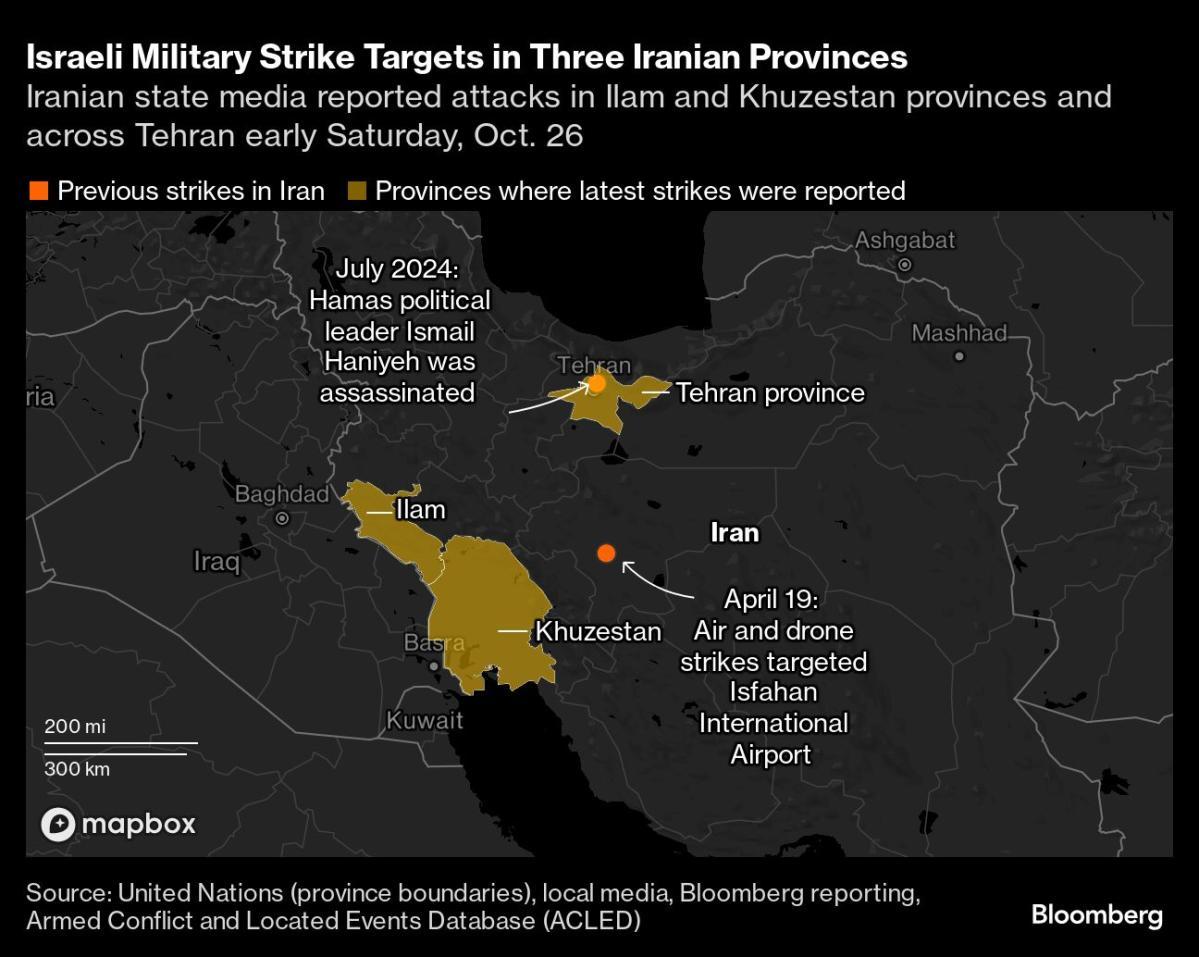 Israeli Military Strike Targets in Three Iranian Provinces
Iranian state media reported attacks in Ilam and Khuzestan provinces and
across Tehran early Saturday, Oct. 26
Previous strikes in Iran
Provinces where latest strikes were reported
Ashgabat
July 2024:
Hamas political
leader Ismail
Haniyeh was
assassinated
Mashhad
Tehran
Tehran province
ria
Baghdad
Ilam
Iran
Iraq
April 19:
Air and drone
strikes targeted
Isfahan
International
Airport
Khuzestan
Basra
Kuwait
200 mi
300 km
mapbox
Source: United Nations (province boundaries), local media, Bloomberg reporting,
Armed Conflict and Located Events Database (ACLED)
Bloomberg